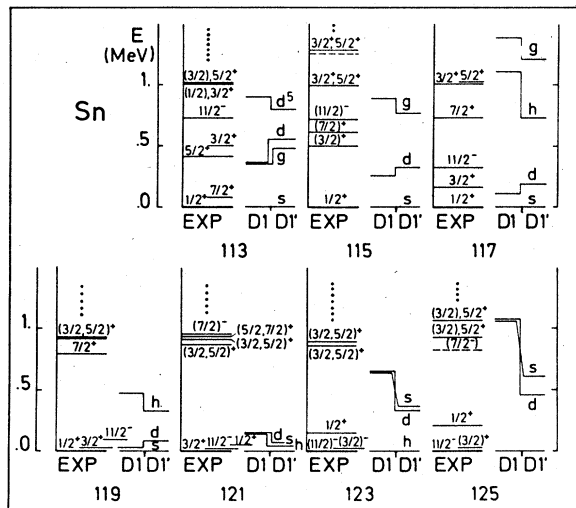 E
(MeV)
Sn
1.
.5
.0
(3/2),5/2⁺
(1/2),3/2⁺
11/2⁻
3/2⁺
5/2⁺
7/2⁺
1/2⁺
d⁵
d
g
s
EXP D1 D1'
113
3/2⁺,5/2⁺
3/2⁺,5/2⁺
(11/2)⁻
(7/2)⁺
(3/2)⁺
1/2⁺
g
d
s
EXP D1 D1'
115
3/2⁺ 5/2⁺
7/2⁺
11/2⁻
3/2⁺
1/2⁺
g
h
d
s
EXP D1 D1'
117
1.
.5
.0
(3/2,5/2)⁺
7/2⁺
11/2⁻
1/2⁺ 3/2⁺
h
d
s
EXP D1 D1'
119
(7/2)⁻
(5/2,7/2)⁺
(3/2,5/2)⁺
(3/2,5/2)⁺
3/2⁺ 11/2⁻ 1/2⁺
d
s
h
EXP D1 D1'
121
(3/2,5/2)⁺
(3/2,5/2)⁺
1/2⁺
(11/2)⁻ (3/2)⁻
s
d
h
EXP D1 D1'
123
(3/2),5/2⁺
(3/2),5/2⁺
(7/2⁻)
1/2⁺
11/2⁻ (3/2)⁺
s
d
EXP D1 D1'
125